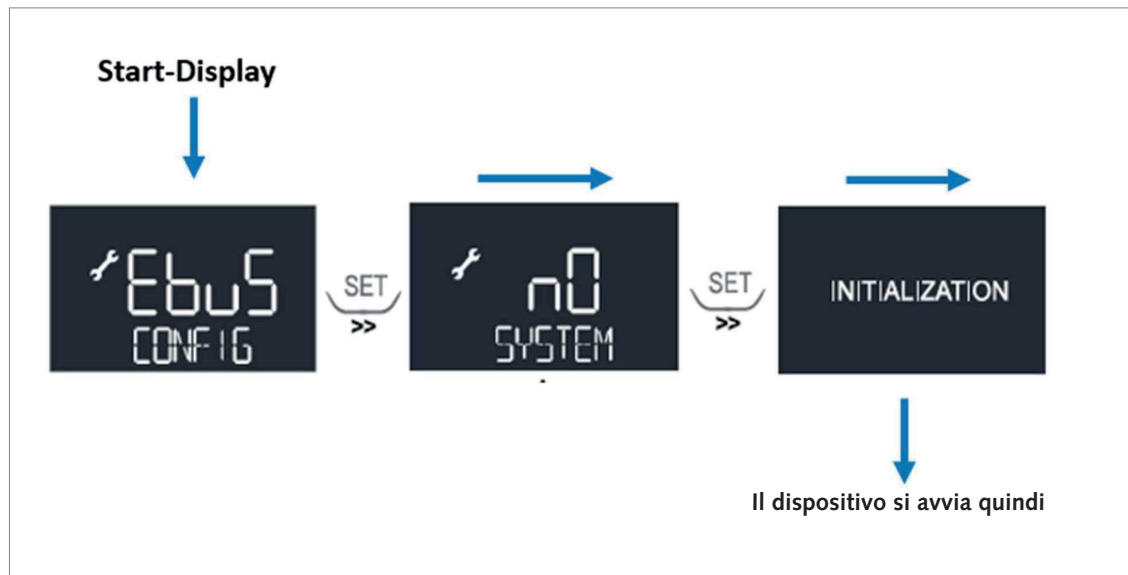 Start-Display
EbuS
CONFIG
SET
>>
nO
SYSTEM
SET
>>
INITIALIZATION
Il dispositivo si avvia quindi